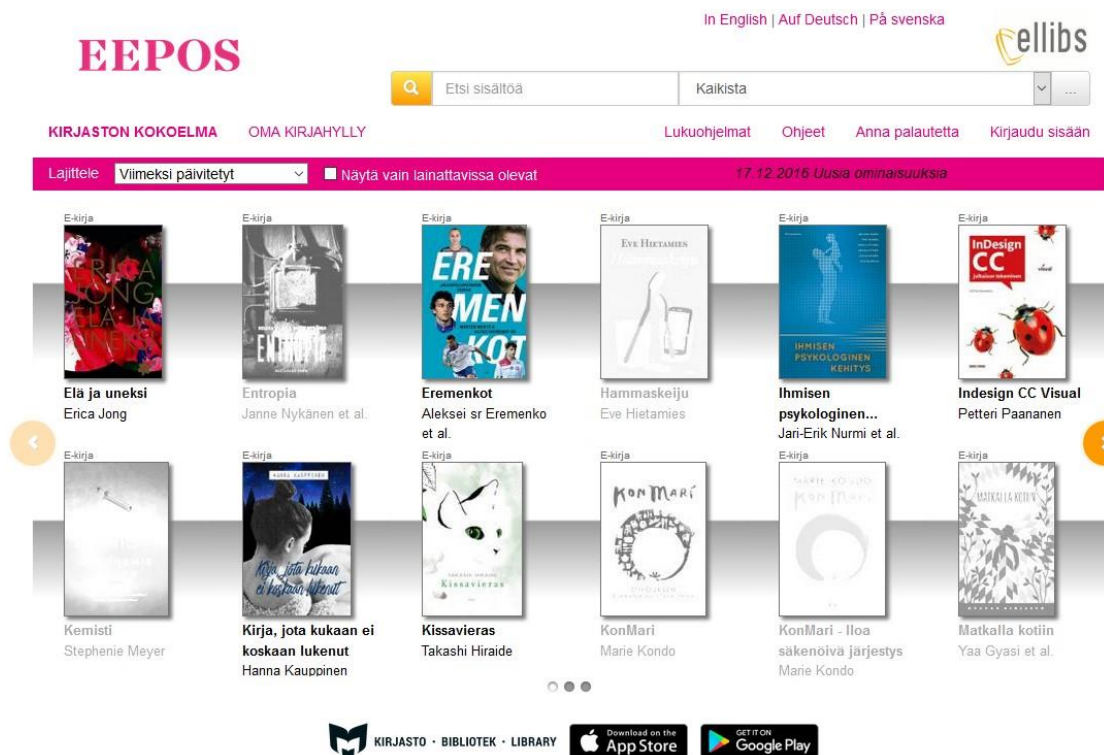 In English | Auf Deutsch | På svenska
EEPOS
ellibs
Etsi sisältöä
Kaikista
...
KIRJASTON KOKOELMA
OMA KIRJAHYLLY
Lukuohjelmat
Ohjeet
Anna palautetta
Kirjaudu sisään
Lajittele
Viimeksi päivitetyt
Näytä vain lainattavissa olevat
17.12.2016 Uusia ominaisuuksia
E-kirja
E-kirja
E-kirja
E-kirja
E-kirja
E-kirja
ERICA
JONG
ELÄ JA
UNEKSI
ENTROPIA
ERE
MEN
KOT
EVE HIETAMIES
Hammaskeiju
IHMISEN
PSYKOLOGINEN
KEHITYS
InDesign
CC
visual
Elä ja uneksi
Erica Jong
Entropia
Janne Nykänen et al.
Eremenkot
Aleksei sr Eremenko
et al.
Hammaskeiju
Eve Hietamies
Ihmisen
psykologinen...
Jari-Erik Nurmi et al.
Indesign CC Visual
Petteri Paananen
E-kirja
E-kirja
E-kirja
E-kirja
E-kirja
E-kirja
HANNA KAUPPINEN
Kirja, jota kukaan
ei koskaan lukenut
Kissavieras
KONMARI
MARIE KONDO
KONMARI
MATKALLA KOTIIN
Kemisti
Stephenie Meyer
Kirja, jota kukaan ei
koskaan lukenut
Hanna Kauppinen
Kissavieras
Takashi Hiraide
KonMari
Marie Kondo
KonMari - Iloa
säkenöivä järjestys
Marie Kondo
Matkalla kotiin
Yaa Gyasi et al.
KIRJASTO · BIBLIOTEK · LIBRARY
Download on the
App Store
GET IT ON
Google Play